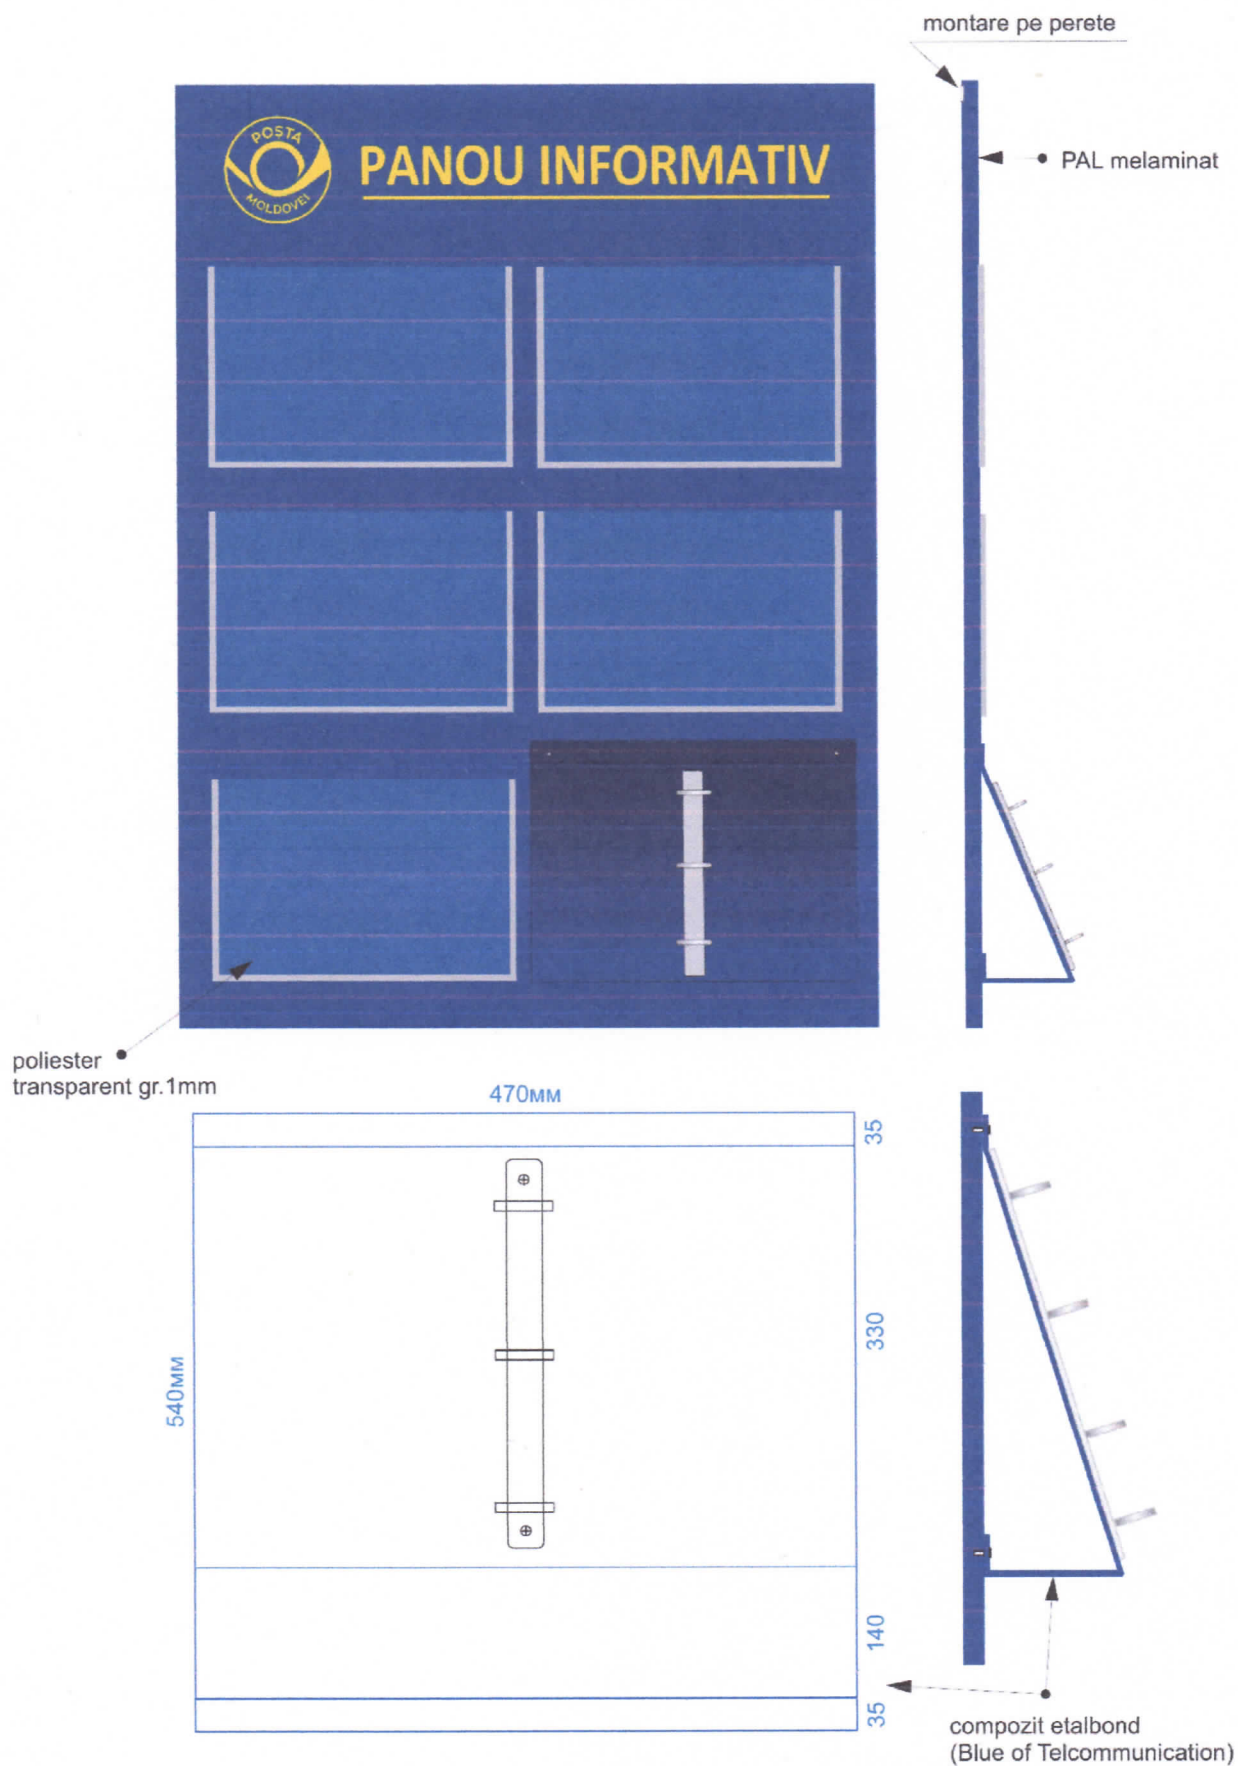 montare pe perete
POSTA
MOLDOVEI
PANOU INFORMATIV
PAL melaminat
poliester
transparent gr.1mm
470мм
35
330
540мм
140
35
compozit etalbond
(Blue of Telcommunication)